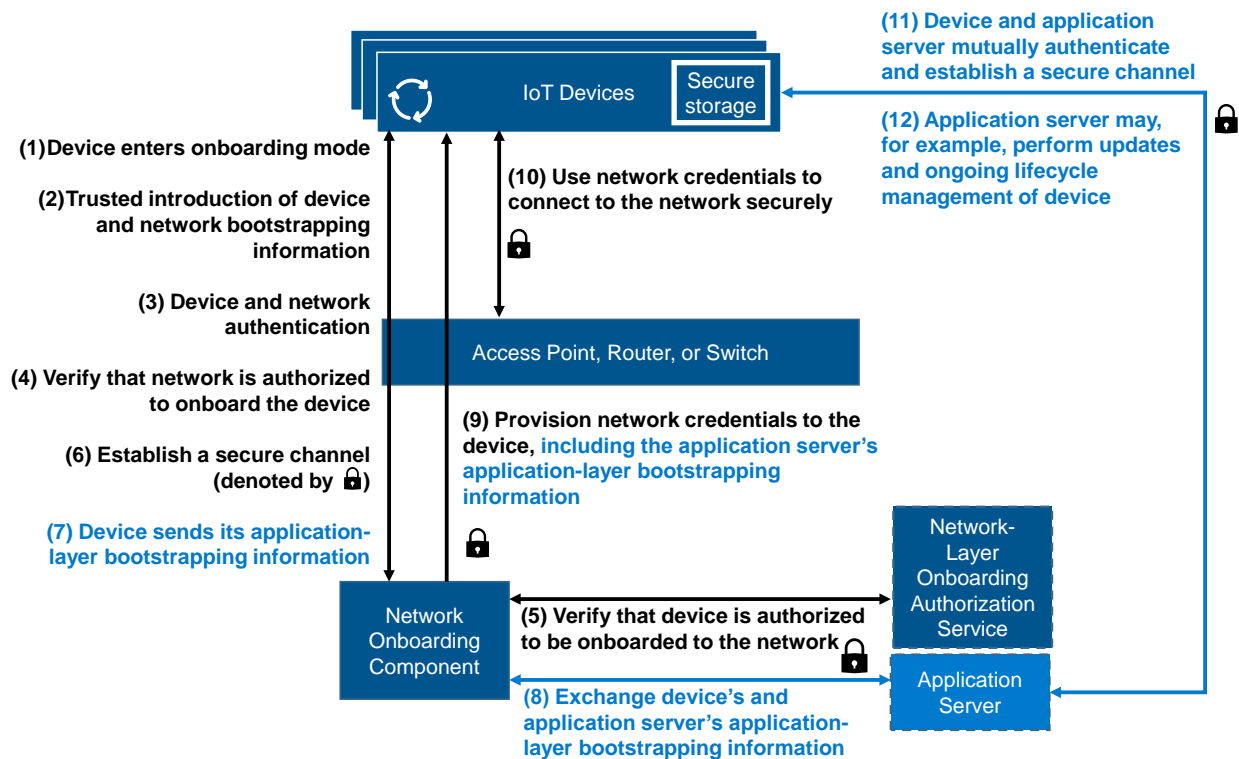 IoT Devices
Secure
storage
(11) Device and application
server mutually authenticate
and establish a secure channel
(12) Application server may,
for example, perform updates
and ongoing lifecycle
management of device
(1)Device enters onboarding mode
(2)Trusted introduction of device
and network bootstrapping
information
(3) Device and network
authentication
(4) Verify that network is authorized
to onboard the device
(6) Establish a secure channel
(denoted by )
(7) Device sends its application-
layer bootstrapping information
(10) Use network credentials to
connect to the network securely
Access Point, Router, or Switch
(9) Provision network credentials to the
device, including the application server’s
application-layer bootstrapping
information
Network
Onboarding
Component
(5) Verify that device is authorized
to be onboarded to the network
(8) Exchange device’s and
application server’s application-
layer bootstrapping information
Network-
Layer
Onboarding
Authorization
Service
Application
Server